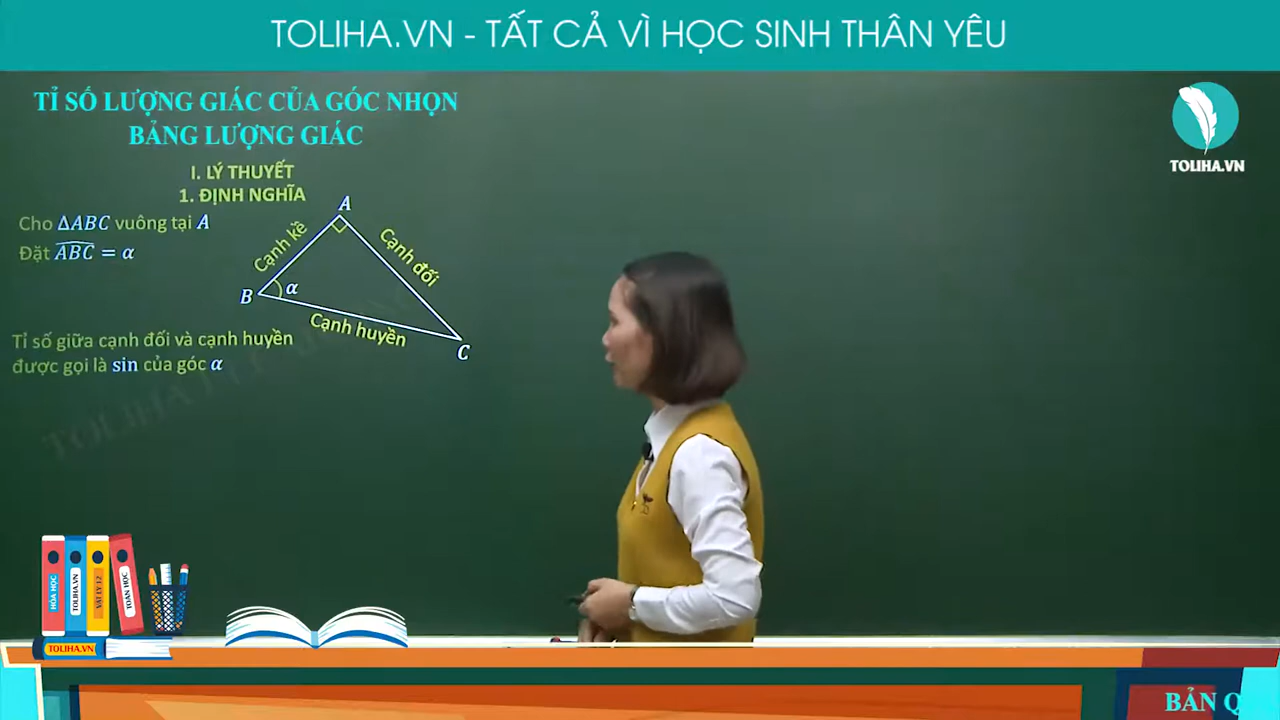 TOLIHA.VN - TẤT CẢ VÌ HỌC SINH THÂN YÊU
TỈ SỐ LƯỢNG GIÁC CỦA GÓC NHỌN
BẢNG LƯỢNG GIÁC
TOLIHA.VN
I. LÝ THUYẾT
1. ĐỊNH NGHĨA
Cho ΔABC vuông tại A
Đặt \widehat{ABC} = α
A
Cạnh kề
Cạnh đối
B
α
Cạnh huyền
C
Tỉ số giữa cạnh đối và cạnh huyền
được gọi là sin của góc α
HÓA HỌC
TOLIHA.VN
VẬT LÝ 12
TOÁN HỌC
TOLIHA.VN
BẢN Q